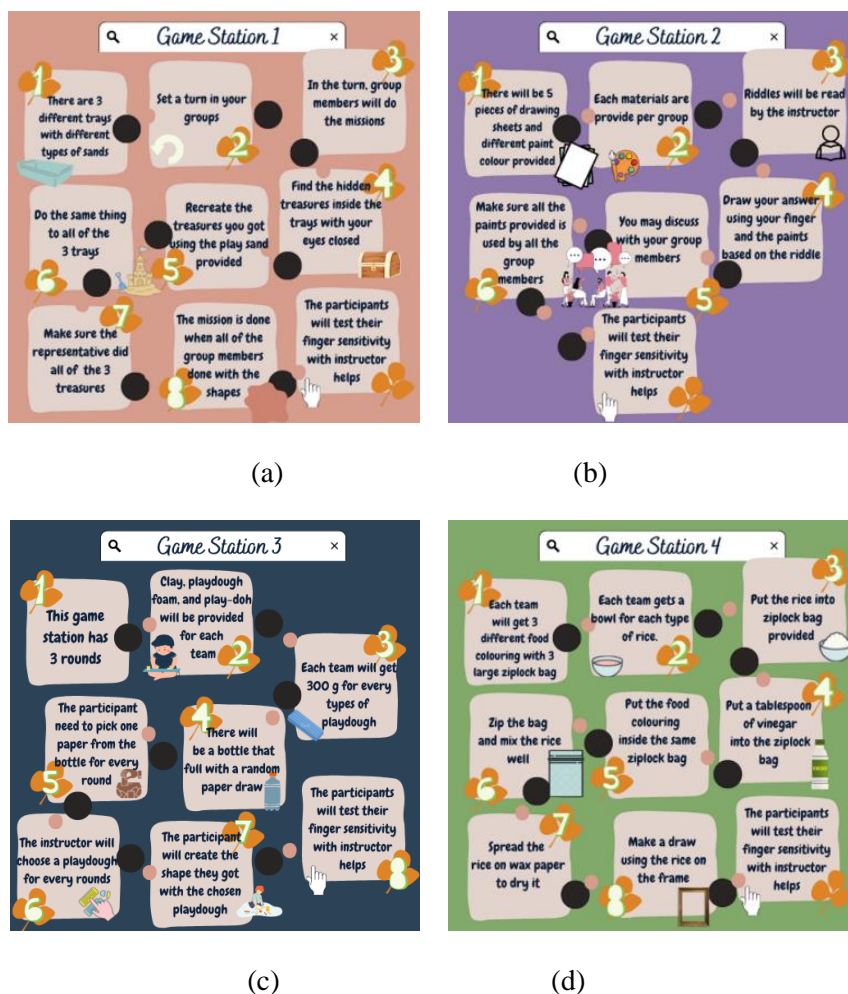 Game Station 1
1
There are 3
different trays
with different
types of sands
Set a turn in your
groups
2
3
In the turn, group
members will do
the missions
4
Find the hidden
treasures inside the
trays with your
eyes closed
Recreate the
treasures you got
using the play sand
provided
5
Do the same thing
to all of the
3 trays
6
7
Make sure the
representative did
all of the 3
treasures
The mission is done
when all of the
group members
done with the
shapes
8
The participants
will test their
finger sensitivity
with instructor
helps
(a)
Game Station 2
1
There will be 5
pieces of drawing
sheets and
different paint
colour provided
Each materials are
provide per group
2
3
Riddles will be read
by the instructor
4
Draw your answer
using your finger
and the paints
based on the riddle
You may discuss
with your group
members
5
Make sure all the
paints provided is
used by all the
group
members
6
The participants
will test their
finger sensitivity
with instructor
helps
(b)
Game Station 3
1
This game
station has
3 rounds
Clay, playdough
foam, and play-doh
will be provided
for each
team
2
3
Each team will get
300 g for every
types of
playdough
4
There will
be a bottle that
full with a random
paper draw
The participant
need to pick one
paper from the
bottle for every
round
5
The instructor will
choose a playdough
for every rounds
6
7
The participant
will create the
shape they got
with the chosen
playdough
The participants
will test their
finger sensitivity
with instructor
helps
8
(c)
Game Station 4
1
Each team
will get 3
different food
colouring with 3
large ziplock bag
Each team gets a
bowl for each type
of rice.
2
3
Put the rice into
ziplock bag
provided
4
Put a tablespoon
of vinegar
into the ziplock
bag
Put the food
colouring
inside the same
ziplock bag
5
Zip the bag
and mix the rice
well
6
7
Spread the
rice on wax paper
to dry it
Make a draw
using the rice on
the frame
8
The participants
will test their
finger sensitivity
with instructor
helps
(d)